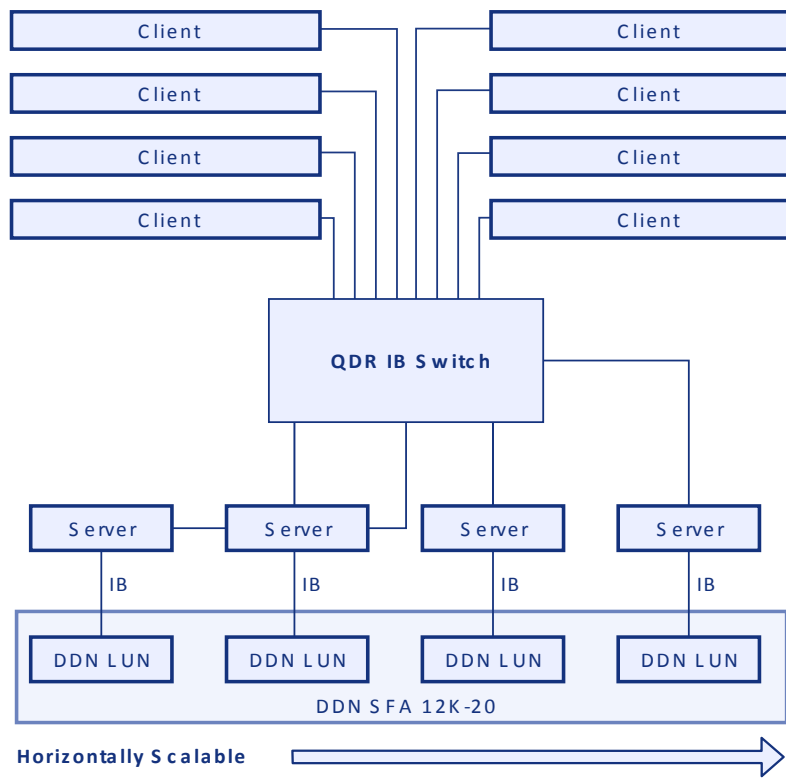 Client
Client
Client
Client
Client
Client
Client
Client
QDR IB Switch
Server
Server
Server
Server
IB
IB
IB
IB
DDN LUN
DDN LUN
DDN LUN
DDN LUN
DDN SFA 12K-20
Horizontally Scalable